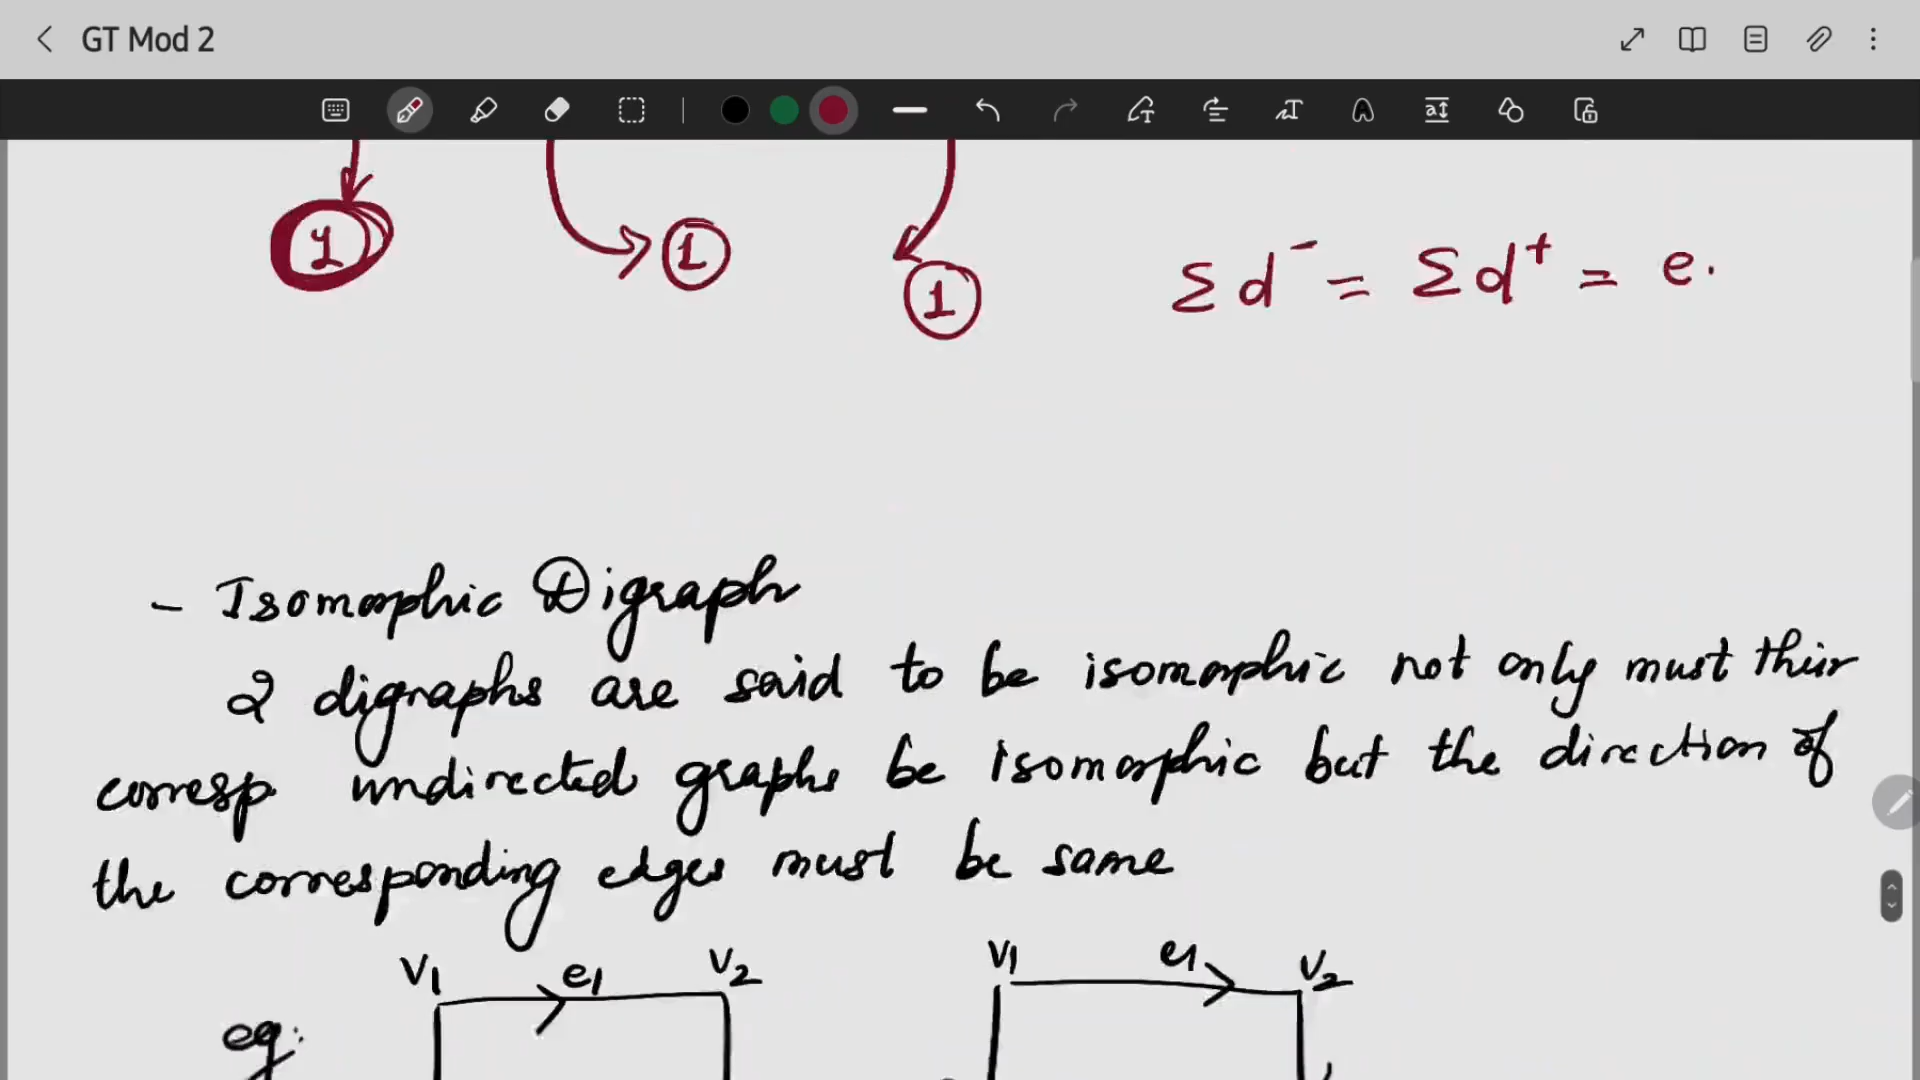 GT Mod 2
1 1 1
Σd⁻ = Σd⁺ = e.
- Isomorphic Digraph
2 digraphs are said to be isomorphic not only must their
corresp. undirected graphs be isomorphic but the direction of
the corresponding edges must be same
V1 e1 V2 V1 e1 V2
eg: